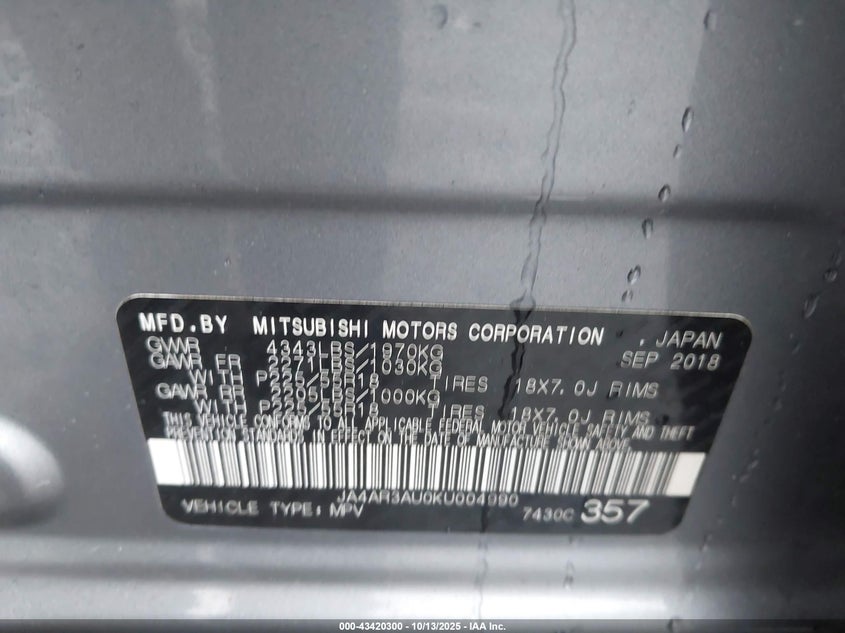 MFD.BY MITSUBISHI MOTORS CORPORATION . JAPAN
GVWR 4343LBS/1970KG SEP 2018
GAWR FR 2271LBS/1030KG
WITH P225/55R18 TIRES 18X7.0J RIMS
GAWR RR 2205LBS/1000KG
WITH P225/55R18 TIRES 18X7.0J RIMS
THIS VEHICLE CONFORMS TO ALL APPLICABLE FEDERAL MOTOR VEHICLE SAFETY AND THEFT
PREVENTION STANDARDS IN EFFECT ON THE DATE OF MANUFACTURE SHOWN ABOVE.
JA4AR3AU0KU004990
VEHICLE TYPE: MPV 7430C 357
000-43420300 - 10/13/2025 - IAA Inc.